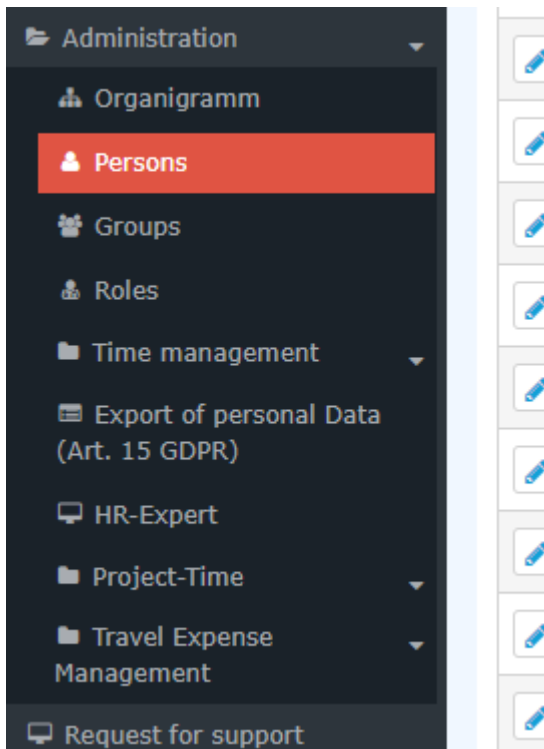 Administration
Organigramm
Persons
Groups
Roles
Time management
Export of personal Data
(Art. 15 GDPR)
HR-Expert
Project-Time
Travel Expense
Management
Request for support